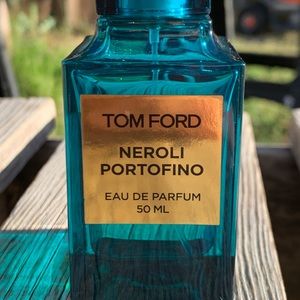 TOM FORD
NEROLI
PORTOFINO
EAU DE PARFUM
50 ML